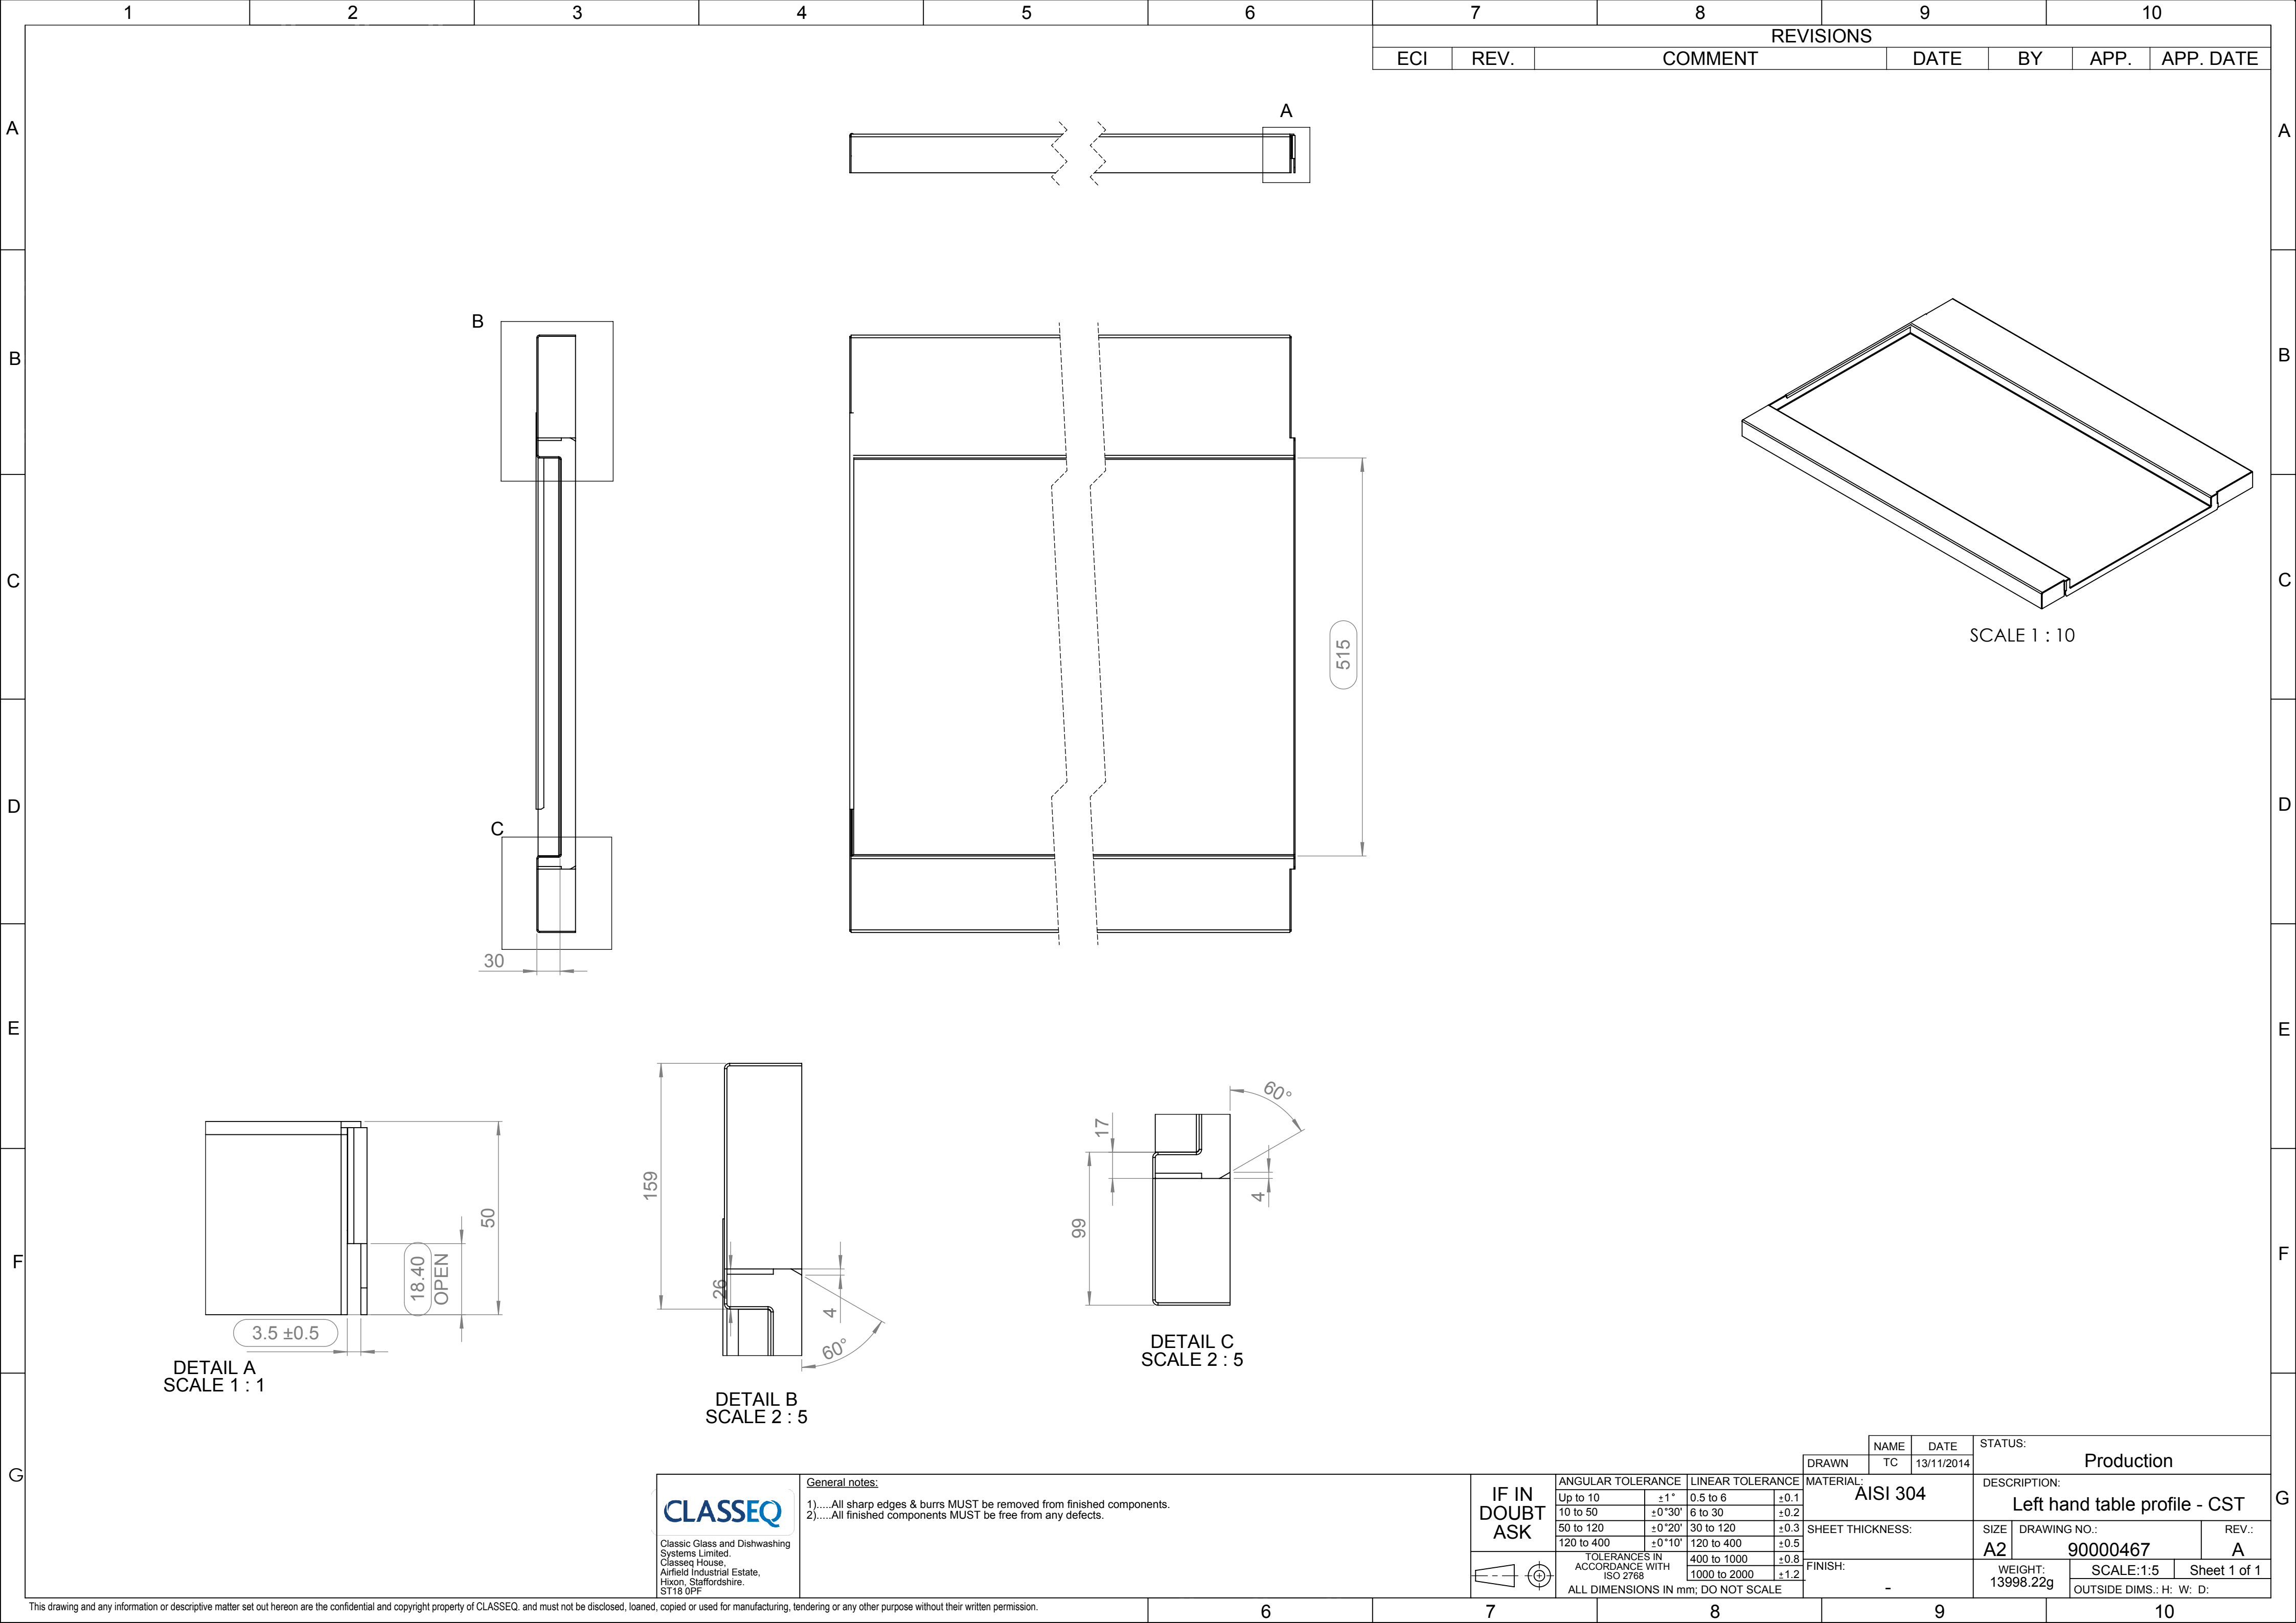 1 2 3 4 5 6 7 8 9 10
REVISIONS
ECI REV. COMMENT DATE BY APP. APP. DATE
A A
A
B B
B
515
SCALE 1 : 10
C C
C
D D
30
E E
50
18.40
OPEN
3.5 ±0.5
DETAIL A
SCALE 1 : 1
159
26
4
60°
DETAIL B
SCALE 2 : 5
60°
17
99
4
DETAIL C
SCALE 2 : 5
F F
G G
CLASSEQ
Classic Glass and Dishwashing
Systems Limited.
Classeq House,
Airfield Industrial Estate,
Hixon, Staffordshire.
ST18 0PF
General notes:
1).....All sharp edges & burrs MUST be removed from finished components.
2).....All finished components MUST be free from any defects.
IF IN
DOUBT
ASK
ANGULAR TOLERANCE LINEAR TOLERANCE
Up to 10 ±1° 0.5 to 6 ±0.1
10 to 50 ±0°30' 6 to 30 ±0.2
50 to 120 ±0°20' 30 to 120 ±0.3
120 to 400 ±0°10' 120 to 400 ±0.5
TOLERANCES IN
ACCORDANCE WITH
ISO 2768
400 to 1000 ±0.8
1000 to 2000 ±1.2
ALL DIMENSIONS IN mm; DO NOT SCALE
NAME DATE
DRAWN TC 13/11/2014
MATERIAL:
AISI 304
SHEET THICKNESS:
FINISH:
-
STATUS:
Production
DESCRIPTION:
Left hand table profile - CST
SIZE DRAWING NO.: REV.:
A2 90000467 A
WEIGHT:
13998.22g
SCALE:1:5 Sheet 1 of 1
OUTSIDE DIMS.: H: W: D:
This drawing and any information or descriptive matter set out hereon are the confidential and copyright property of CLASSEQ. and must not be disclosed, loaned, copied or used for manufacturing, tendering or any other purpose without their written permission.
6 7 8 9 10